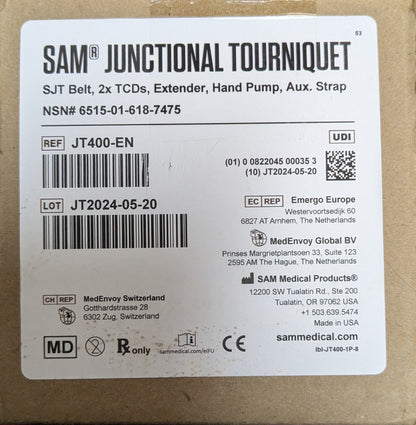 53
SAM® JUNCTIONAL TOURNIQUET
SJT Belt, 2x TCDs, Extender, Hand Pump, Aux. Strap
NSN# 6515-01-618-7475
REF JT400-EN
UDI
(01) 0 0822045 00035 3
(10) JT2024-05-20
LOT JT2024-05-20
EC REP Emergo Europe
Westervoortsedijk 60
6827 AT Arnhem, The Netherlands
MedEnvoy Global BV
Prinses Margrietplantsoen 33, Suite 123
2595 AM The Hague, The Netherlands
SAM Medical Products®
12200 SW Tualatin Rd., Ste 200
Tualatin, OR 97062 USA
+1 503.639.5474
sammedical.com
lbl-JT400-1P-8
CH REP MedEnvoy Switzerland
Gotthardstrasse 28
6302 Zug, Switzerland
MD
2
Rx only
sammedical.com/eIFU
CE